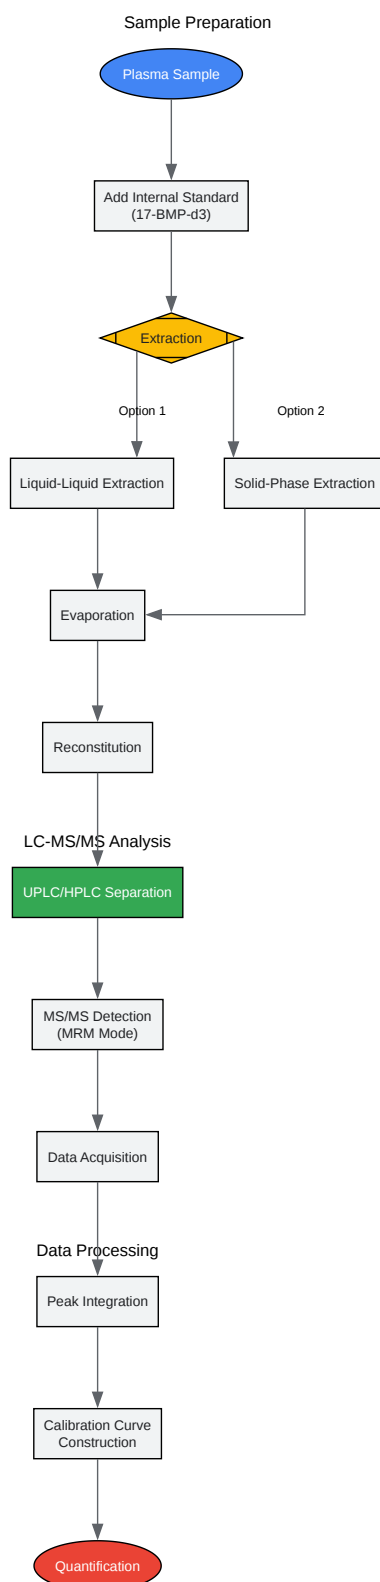 Sample Preparation
Plasma Sample
Add Internal Standard
(17-BMP-d3)
Extraction
Option 1
Option 2
Liquid-Liquid Extraction
Solid-Phase Extraction
Evaporation
Reconstitution
LC-MS/MS Analysis
UPLC/HPLC Separation
MS/MS Detection
(MRM Mode)
Data Acquisition
Data Processing
Peak Integration
Calibration Curve
Construction
Quantification